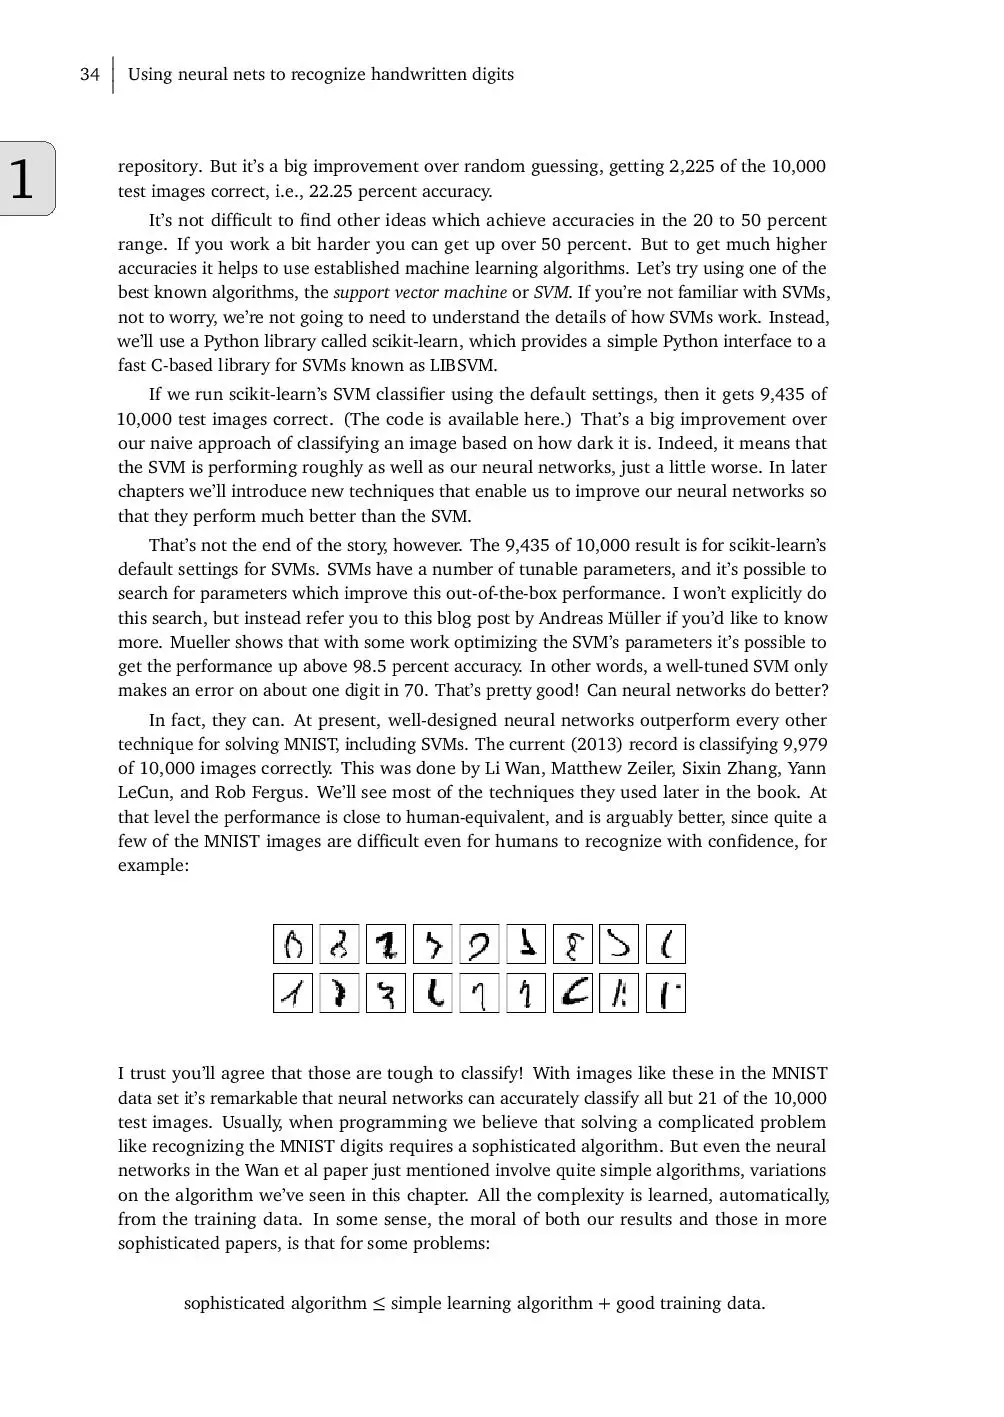 34 Using neural nets to recognize handwritten digits
1
repository. But it's a big improvement over random guessing, getting 2,225 of the 10,000
test images correct, i.e., 22.25 percent accuracy.
It's not difficult to find other ideas which achieve accuracies in the 20 to 50 percent
range. If you work a bit harder you can get up over 50 percent. But to get much higher
accuracies it helps to use established machine learning algorithms. Let's try using one of the
best known algorithms, the support vector machine or SVM. If you're not familiar with SVMs,
not to worry, we're not going to need to understand the details of how SVMs work. Instead,
we'll use a Python library called scikit-learn, which provides a simple Python interface to a
fast C-based library for SVMs known as LIBSVM.
If we run scikit-learn's SVM classifier using the default settings, then it gets 9,435 of
10,000 test images correct. (The code is available here.) That's a big improvement over
our naive approach of classifying an image based on how dark it is. Indeed, it means that
the SVM is performing roughly as well as our neural networks, just a little worse. In later
chapters we'll introduce new techniques that enable us to improve our neural networks so
that they perform much better than the SVM.
That's not the end of the story, however. The 9,435 of 10,000 result is for scikit-learn's
default settings for SVMs. SVMs have a number of tunable parameters, and it's possible to
search for parameters which improve this out-of-the-box performance. I won't explicitly do
this search, but instead refer you to this blog post by Andreas Müller if you'd like to know
more. Mueller shows that with some work optimizing the SVM's parameters it's possible to
get the performance up above 98.5 percent accuracy. In other words, a well-tuned SVM only
makes an error on about one digit in 70. That's pretty good! Can neural networks do better?
In fact, they can. At present, well-designed neural networks outperform every other
technique for solving MNIST, including SVMs. The current (2013) record is classifying 9,979
of 10,000 images correctly. This was done by Li Wan, Matthew Zeiler, Sixin Zhang, Yann
LeCun, and Rob Fergus. We'll see most of the techniques they used later in the book. At
that level the performance is close to human-equivalent, and is arguably better, since quite a
few of the MNIST images are difficult even for humans to recognize with confidence, for
example:
I trust you'll agree that those are tough to classify! With images like these in the MNIST
data set it's remarkable that neural networks can accurately classify all but 21 of the 10,000
test images. Usually, when programming we believe that solving a complicated problem
like recognizing the MNIST digits requires a sophisticated algorithm. But even the neural
networks in the Wan et al paper just mentioned involve quite simple algorithms, variations
on the algorithm we've seen in this chapter. All the complexity is learned, automatically,
from the training data. In some sense, the moral of both our results and those in more
sophisticated papers, is that for some problems:
sophisticated algorithm ≤ simple learning algorithm + good training data.